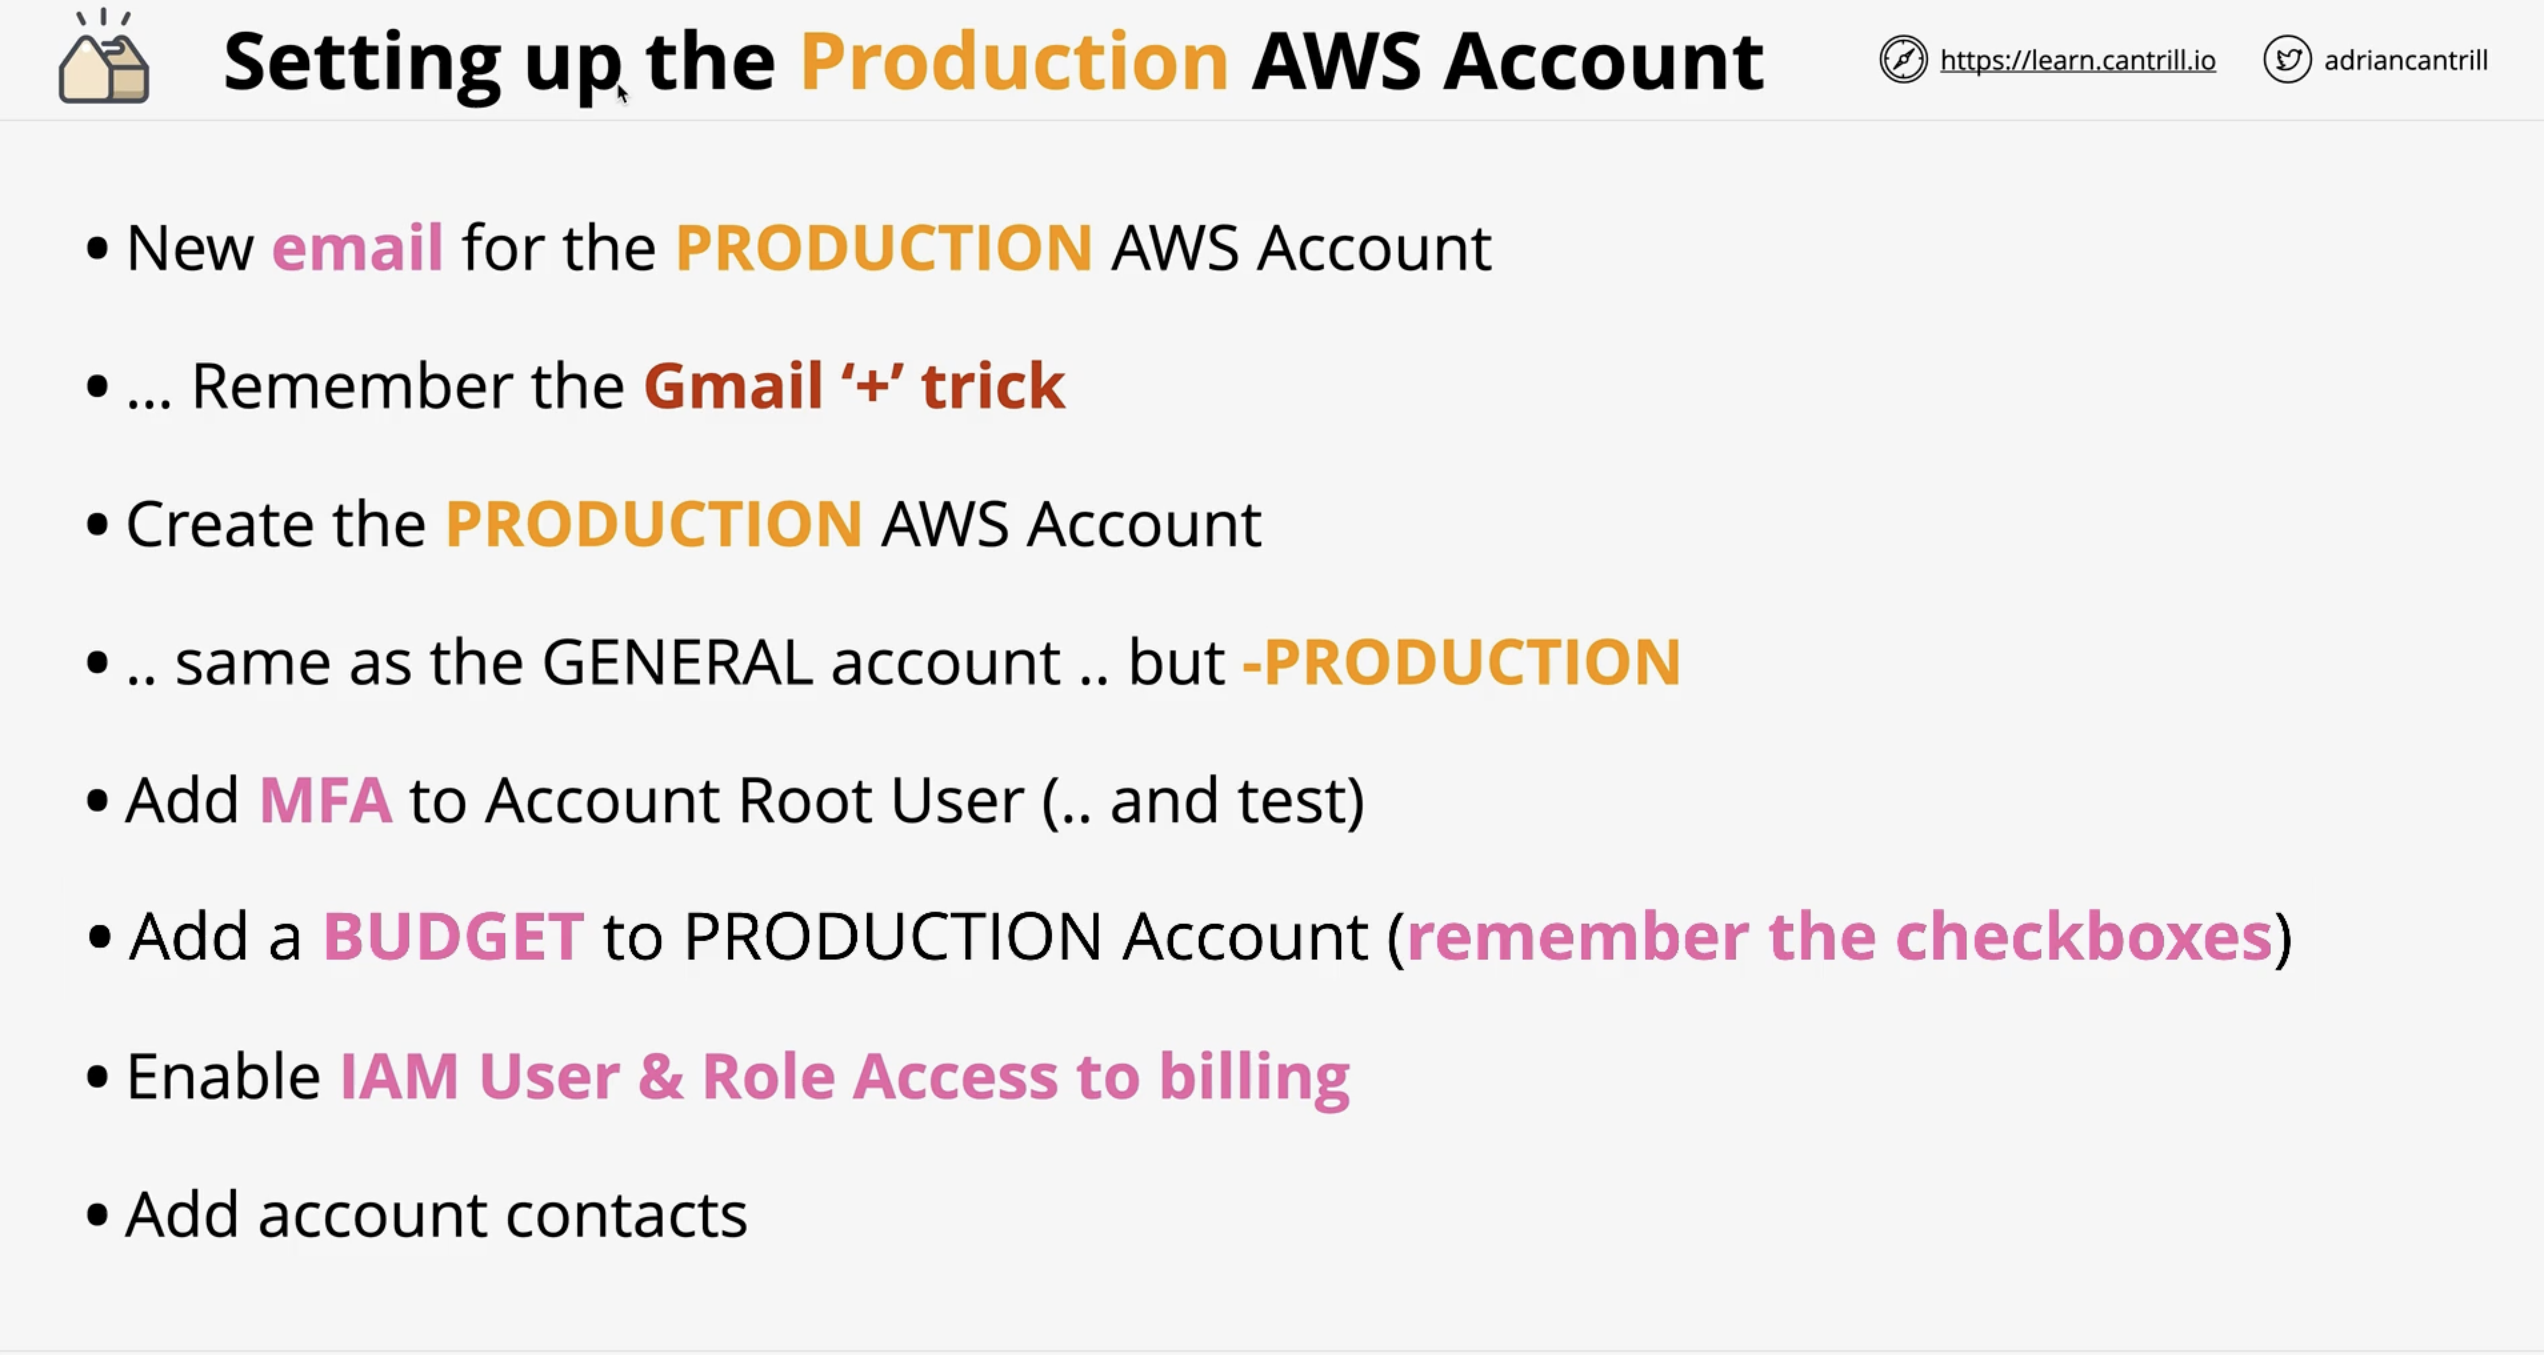 Setting up the Production AWS Account
https://learn.cantrill.io
adriancantrill
• New email for the PRODUCTION AWS Account
• ... Remember the Gmail ‘+’ trick
• Create the PRODUCTION AWS Account
• .. same as the GENERAL account .. but -PRODUCTION
• Add MFA to Account Root User (.. and test)
• Add a BUDGET to PRODUCTION Account (remember the checkboxes)
• Enable IAM User & Role Access to billing
• Add account contacts